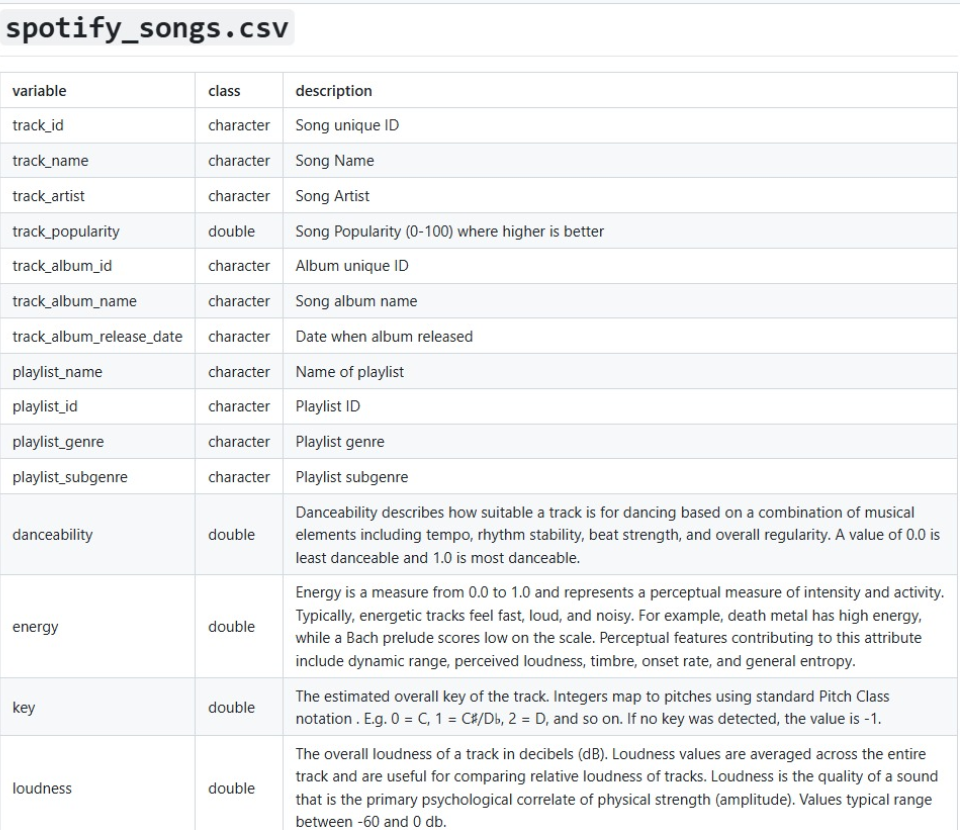 spotify_songs.csv
variable class description
track_id character Song unique ID
track_name character Song Name
track_artist character Song Artist
track_popularity double Song Popularity (0-100) where higher is better
track_album_id character Album unique ID
track_album_name character Song album name
track_album_release_date character Date when album released
playlist_name character Name of playlist
playlist_id character Playlist ID
playlist_genre character Playlist genre
playlist_subgenre character Playlist subgenre
danceability double Danceability describes how suitable a track is for dancing based on a combination of musical
elements including tempo, rhythm stability, beat strength, and overall regularity. A value of 0.0 is
least danceable and 1.0 is most danceable.
energy double Energy is a measure from 0.0 to 1.0 and represents a perceptual measure of intensity and activity.
Typically, energetic tracks feel fast, loud, and noisy. For example, death metal has high energy,
while a Bach prelude scores low on the scale. Perceptual features contributing to this attribute
include dynamic range, perceived loudness, timbre, onset rate, and general entropy.
key double The estimated overall key of the track. Integers map to pitches using standard Pitch Class
notation . E.g. 0 = C, 1 = C♯/D♭, 2 = D, and so on. If no key was detected, the value is -1.
loudness double The overall loudness of a track in decibels (dB). Loudness values are averaged across the entire
track and are useful for comparing relative loudness of tracks. Loudness is the quality of a sound
that is the primary psychological correlate of physical strength (amplitude). Values typical range
between -60 and 0 db.